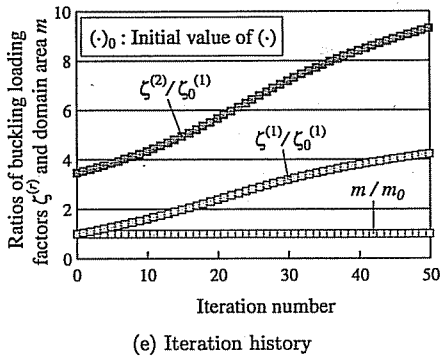 Ratios of buckling loading
factors ζ⁽ʳ⁾ and domain area m
10
8
6
4
2
0
(·)₀ : Initial value of (·)
ζ⁽²⁾/ζ₀⁽¹⁾
ζ⁽¹⁾/ζ₀⁽¹⁾
m/m₀
0 10 20 30 40 50
Iteration number
(e) Iteration history